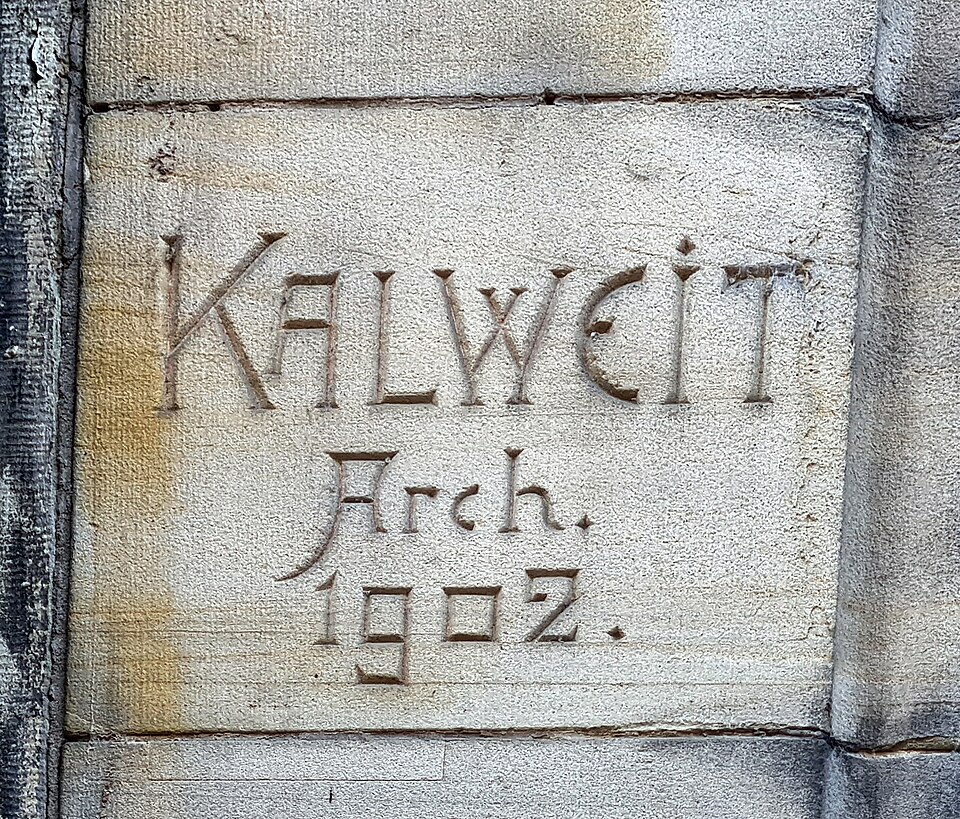 KALWEiT
Arch.
1902.